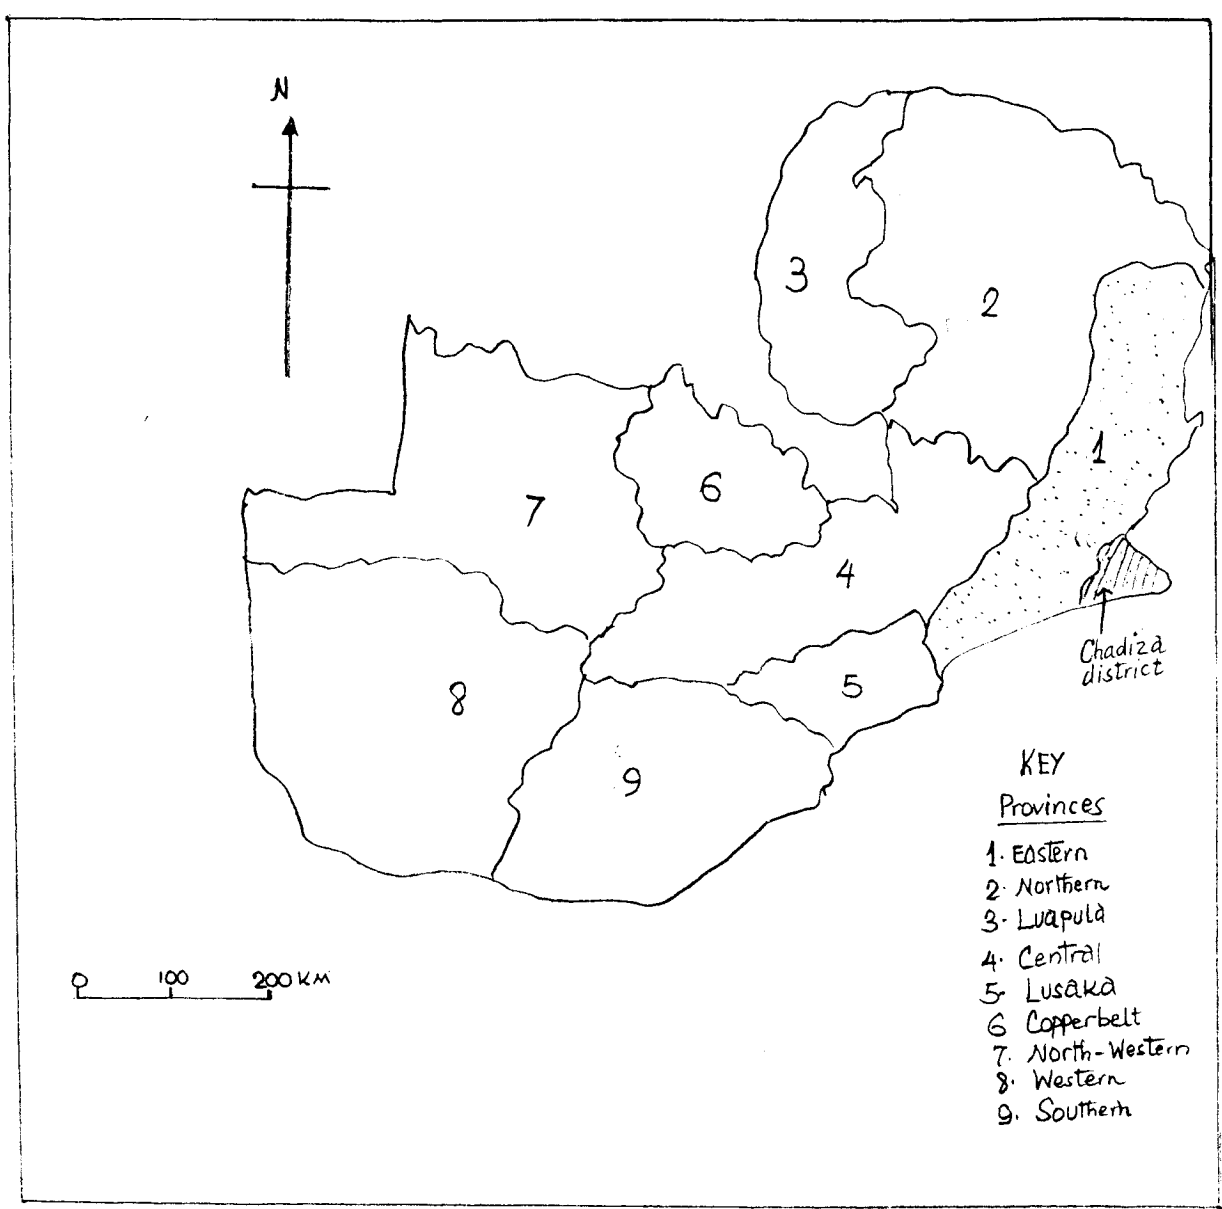 N
3
2
1
6
7
4
Chadiza
district
5
8
9
KEY
Provinces
1. Eastern
2. Northern
3. Luapula
4. Central
5. Lusaka
6 Copperbelt
7. North-Western
8. Western
9. Southern
0 100 200 KM